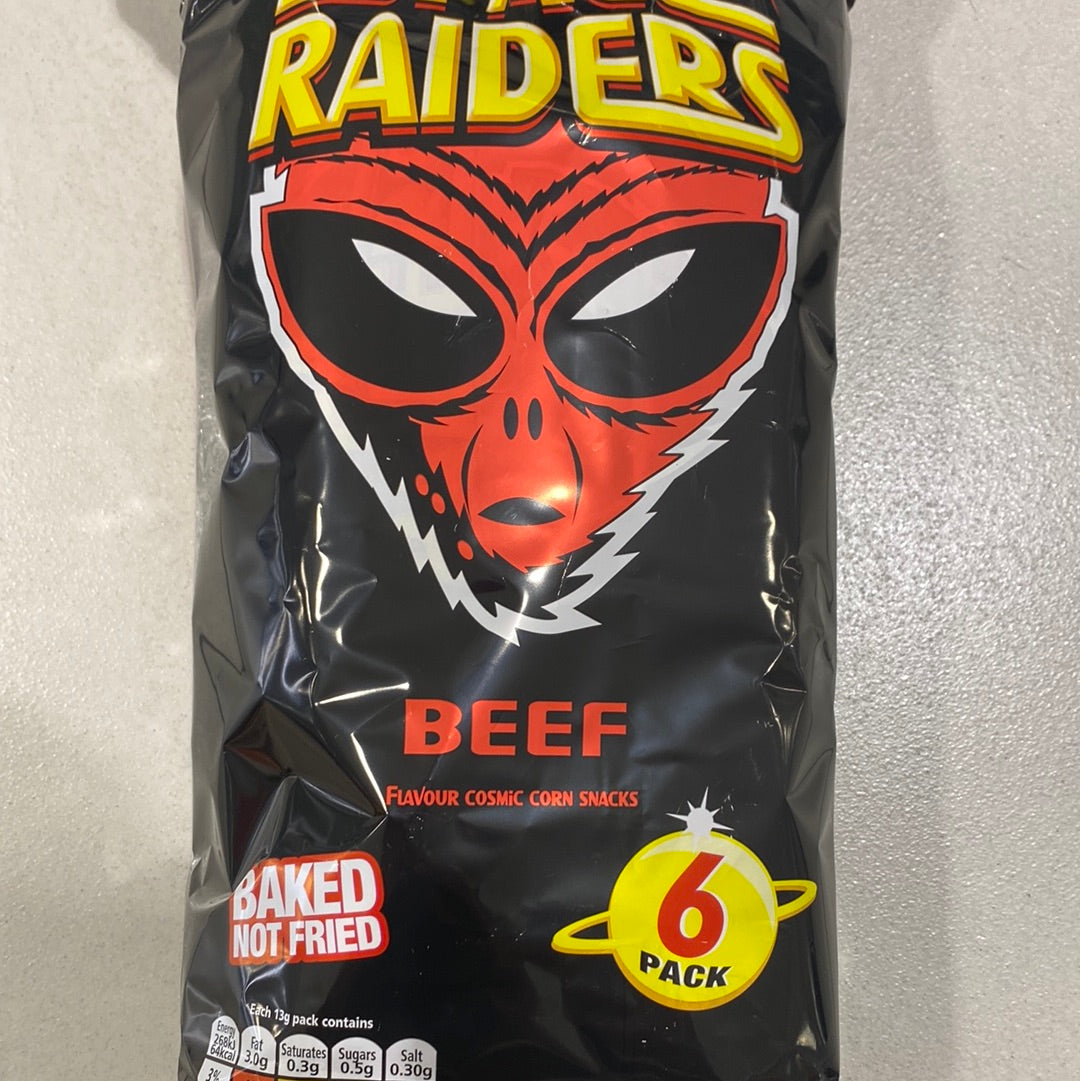 RAIDERS
BEEF
FLAVOUR COSMIC CORN SNACKS
BAKED
NOT FRIED
6
PACK
Each 13g pack contains
Energy
268kJ
64kcal
3%
Fat
3.0g
Saturates
0.3g
Sugars
0.5g
Salt
0.30g